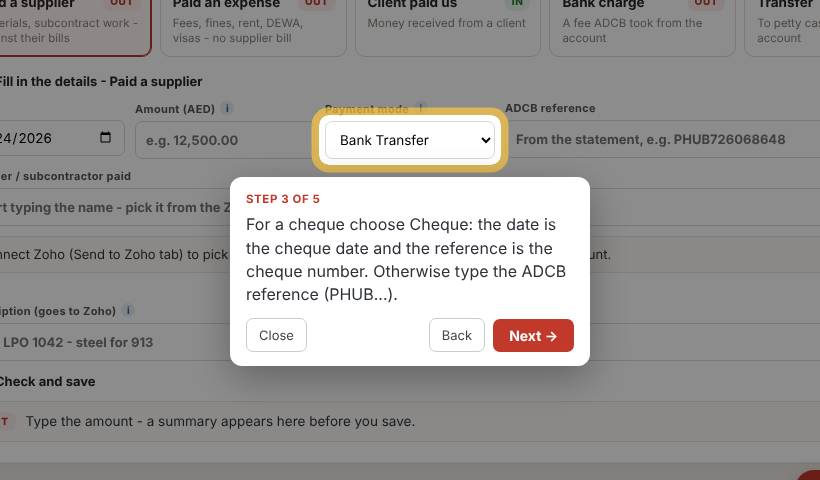 d a supplier OUT
Paid an expense OUT
Client paid us IN
Bank charge OUT
Transfer
erials, subcontract work -
nst their bills
Fees, fines, rent, DEWA,
visas - no supplier bill
Money received from a client
A fee ADCB took from the
account
To petty cas
account
Fill in the details - Paid a supplier
Amount (AED) i
Payment mode i
ADCB reference
24/2026
e.g. 12,500.00
Bank Transfer
From the statement, e.g. PHUB726068648
er / subcontractor paid
rt typing the name - pick it from the Z
nnect Zoho (Send to Zoho tab) to pick
unt.
STEP 3 OF 5
For a cheque choose Cheque: the date is
the cheque date and the reference is the
cheque number. Otherwise type the ADCB
reference (PHUB...).
Close
Back
Next →
iption (goes to Zoho) i
LPO 1042 - steel for 913
Check and save
T Type the amount - a summary appears here before you save.